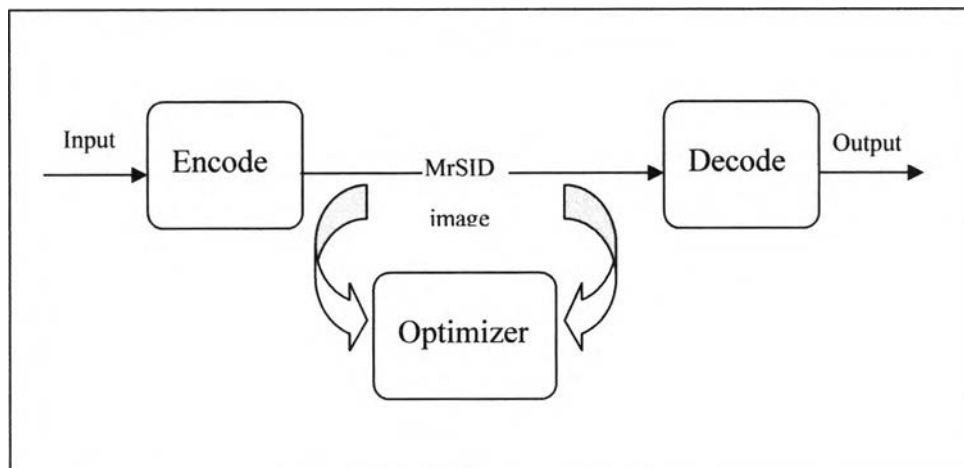 Input
Encode
MrSID
image
Decode
Output
Optimizer